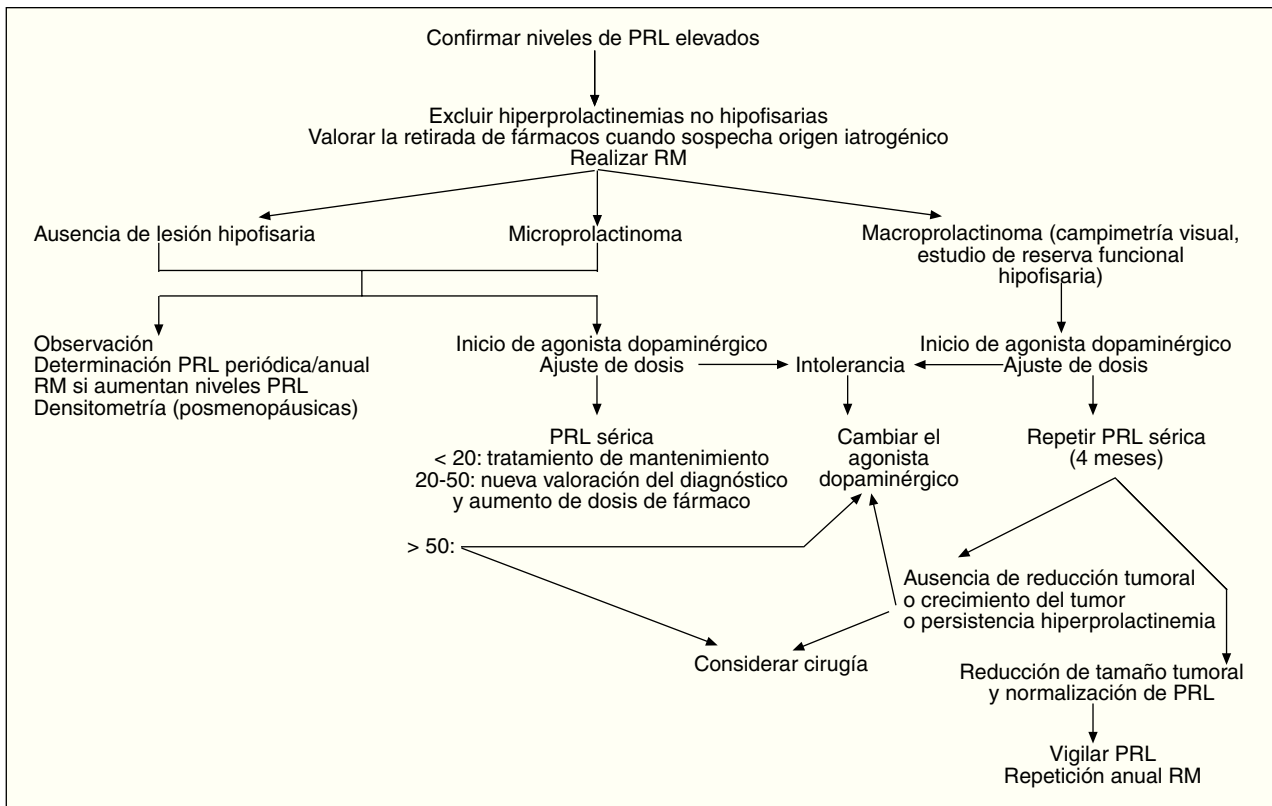 Confirmar niveles de PRL elevados
Excluir hiperprolactinemias no hipofisarias
Valorar la retirada de fármacos cuando sospecha origen iatrogénico
Realizar RM
Ausencia de lesión hipofisaria
Microprolactinoma
Macroprolactinoma (campimetría visual,
estudio de reserva funcional
hipofisaria)
Observación
Determinación PRL periódica/anual
RM si aumentan niveles PRL
Densitometría (posmenopáusicas)
Inicio de agonista dopaminérgico
Ajuste de dosis
Intolerancia
Inicio de agonista dopaminérgico
Ajuste de dosis
PRL sérica
< 20: tratamiento de mantenimiento
20-50: nueva valoración del diagnóstico
y aumento de dosis de fármaco
> 50:
Cambiar el
agonista
dopaminérgico
Repetir PRL sérica
(4 meses)
Ausencia de reducción tumoral
o crecimiento del tumor
o persistencia hiperprolactinemia
Considerar cirugía
Reducción de tamaño tumoral
y normalización de PRL
Vigilar PRL
Repetición anual RM